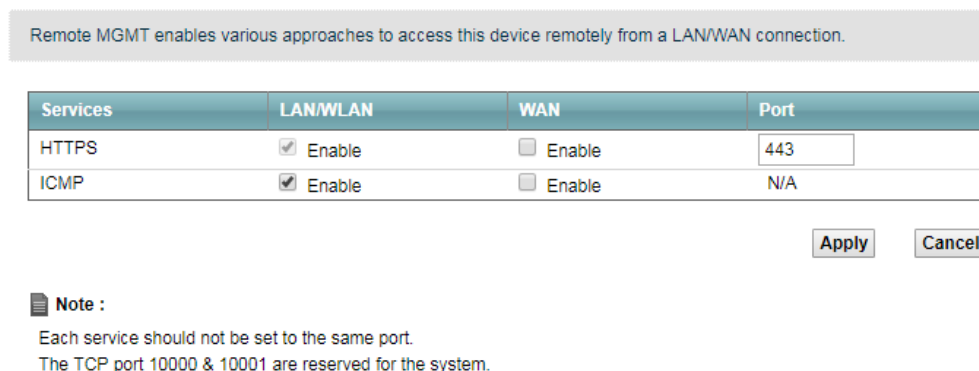 Remote MGMT enables various approaches to access this device remotely from a LAN/WAN connection.
Services LAN/WLAN WAN Port
HTTPS Enable Enable 443
ICMP Enable Enable N/A
Apply Cancel
Note :
Each service should not be set to the same port.
The TCP port 10000 & 10001 are reserved for the system.